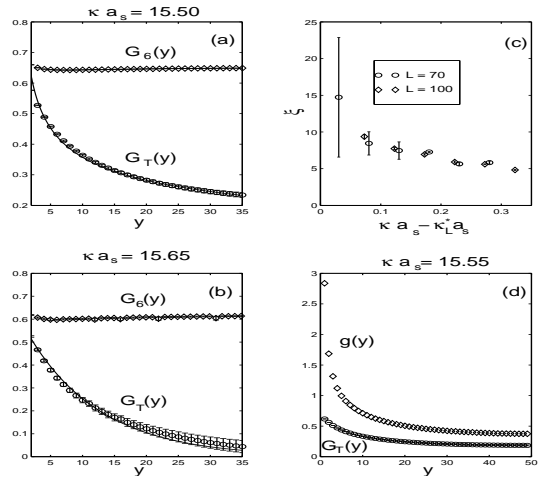 κ a_s = 15.50
(a)
G_6(y)
G_T(y)
0.8
0.7
0.6
0.5
0.4
0.3
0.2
5 10 15 20 25 30 35
y
(c)
L = 70
L = 100
ξ
25
20
15
10
5
0
0 0.1 0.2 0.3
κ a_s − κ*_L a_s
κ a_s = 15.65
(b)
G_6(y)
G_T(y)
0.8
0.7
0.6
0.5
0.4
0.3
0.2
0.1
0
5 10 15 20 25 30 35
y
κ a_s = 15.55
(d)
g(y)
G_T(y)
3
2.5
2
1.5
1
0.5
0
0 10 20 30 40 50
y